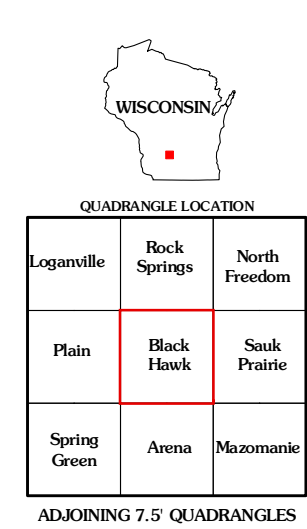 WISCONSIN
QUADRANGLE LOCATION
Loganville
Rock
Springs
North
Freedom
Plain
Black
Hawk
Sauk
Prairie
Spring
Green
Arena
Mazomanie
ADJOINING 7.5' QUADRANGLES